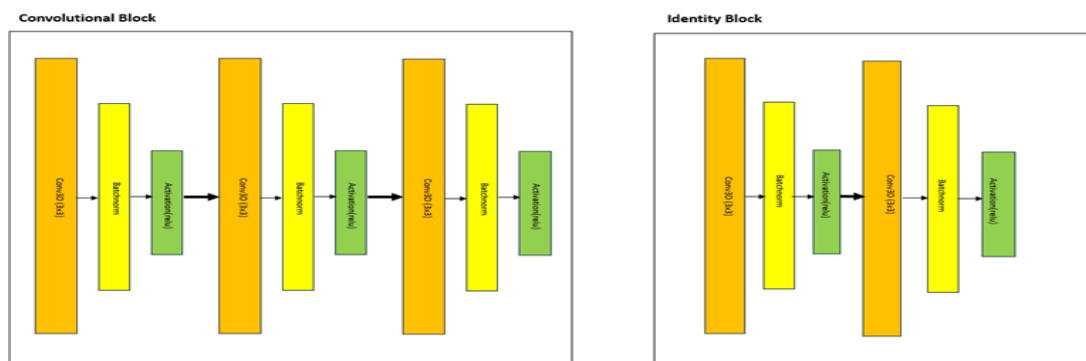 Convolutional Block
Conv3D (3x3)
Batchnorm
Activation(relu)
Conv3D (3x3)
Batchnorm
Activation(relu)
Conv3D (3x3)
Batchnorm
Activation(relu)
Identity Block
Conv3D (3x3)
Batchnorm
Activation(relu)
Conv3D (3x3)
Batchnorm
Activation(relu)